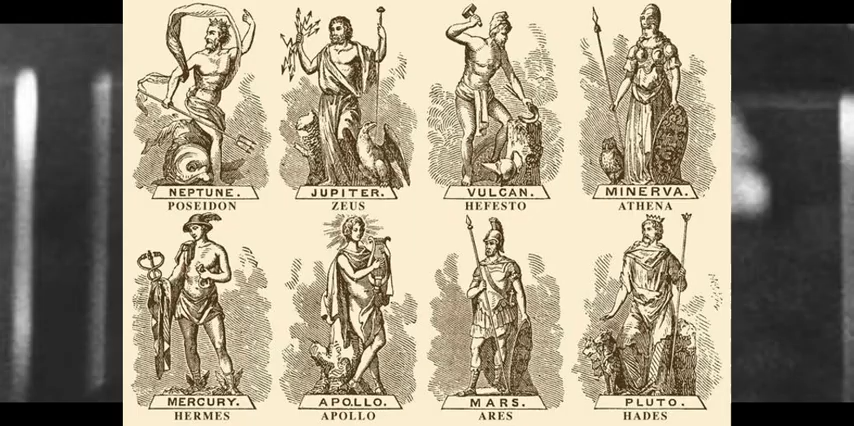 NEPTUNE. JUPITER. VULCAN. MINERVA.
POSEIDON ZEUS HEFESTO ATHENA
MERCURY. APOLLO. MARS. PLUTO.
HERMES APOLLO ARES HADES